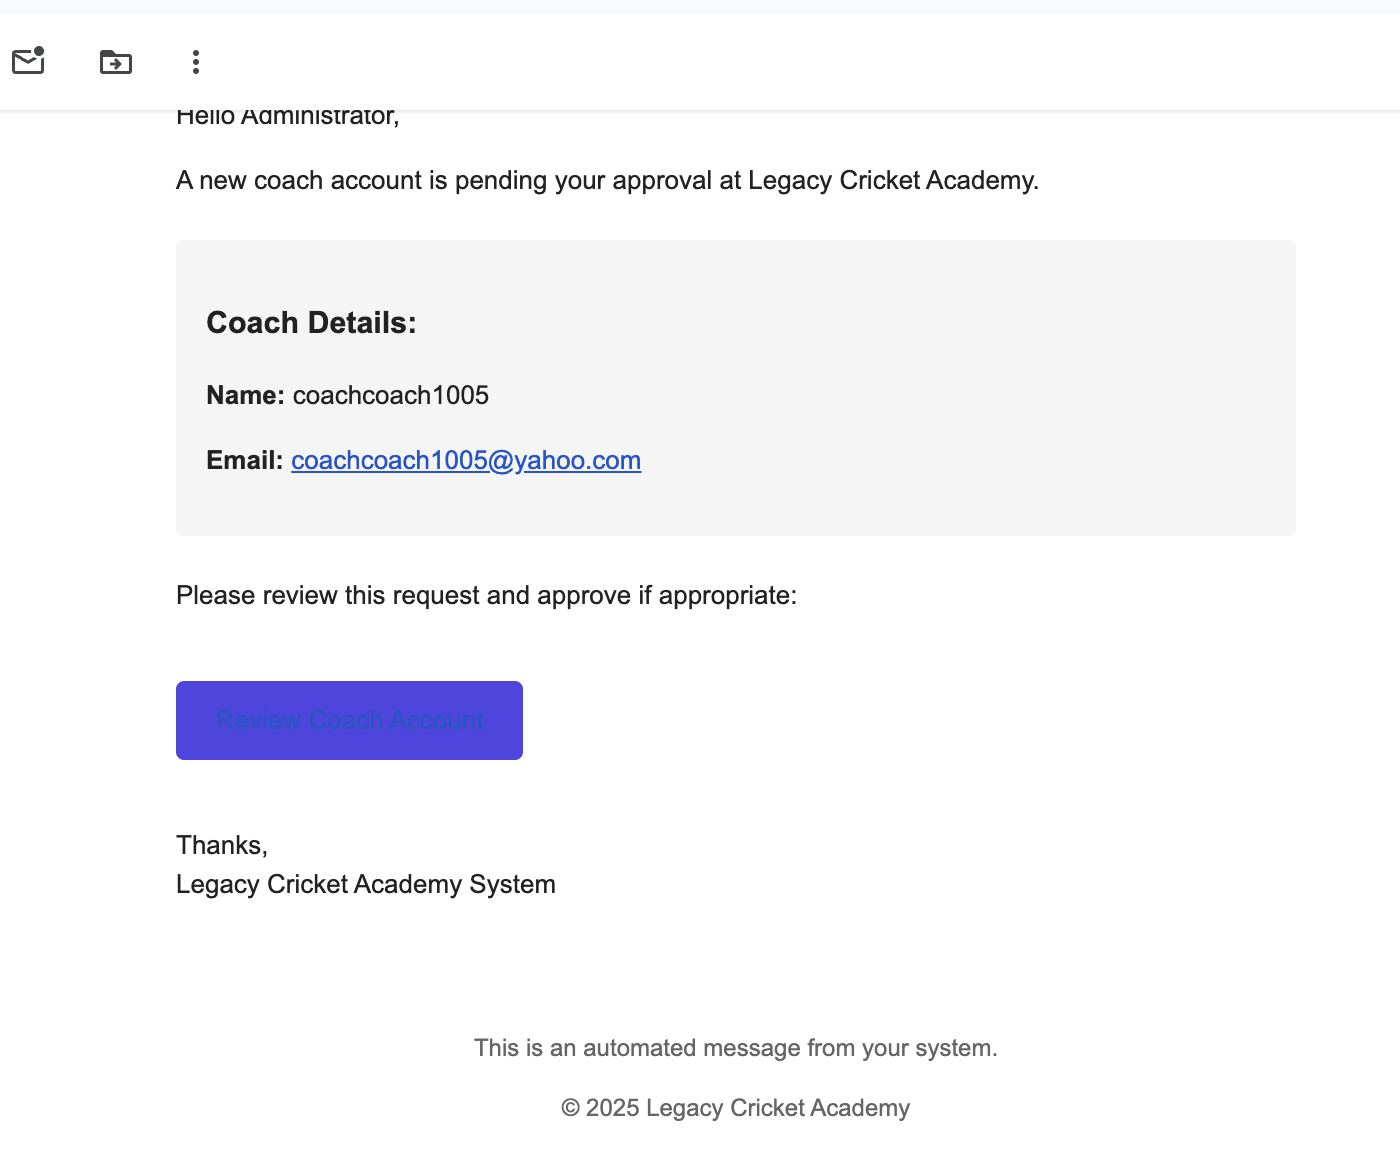 Hello Administrator,
A new coach account is pending your approval at Legacy Cricket Academy.
Coach Details:
Name: coachcoach1005
Email: coachcoach1005@yahoo.com
Please review this request and approve if appropriate:
Review Coach Account
Thanks,
Legacy Cricket Academy System
This is an automated message from your system.
© 2025 Legacy Cricket Academy